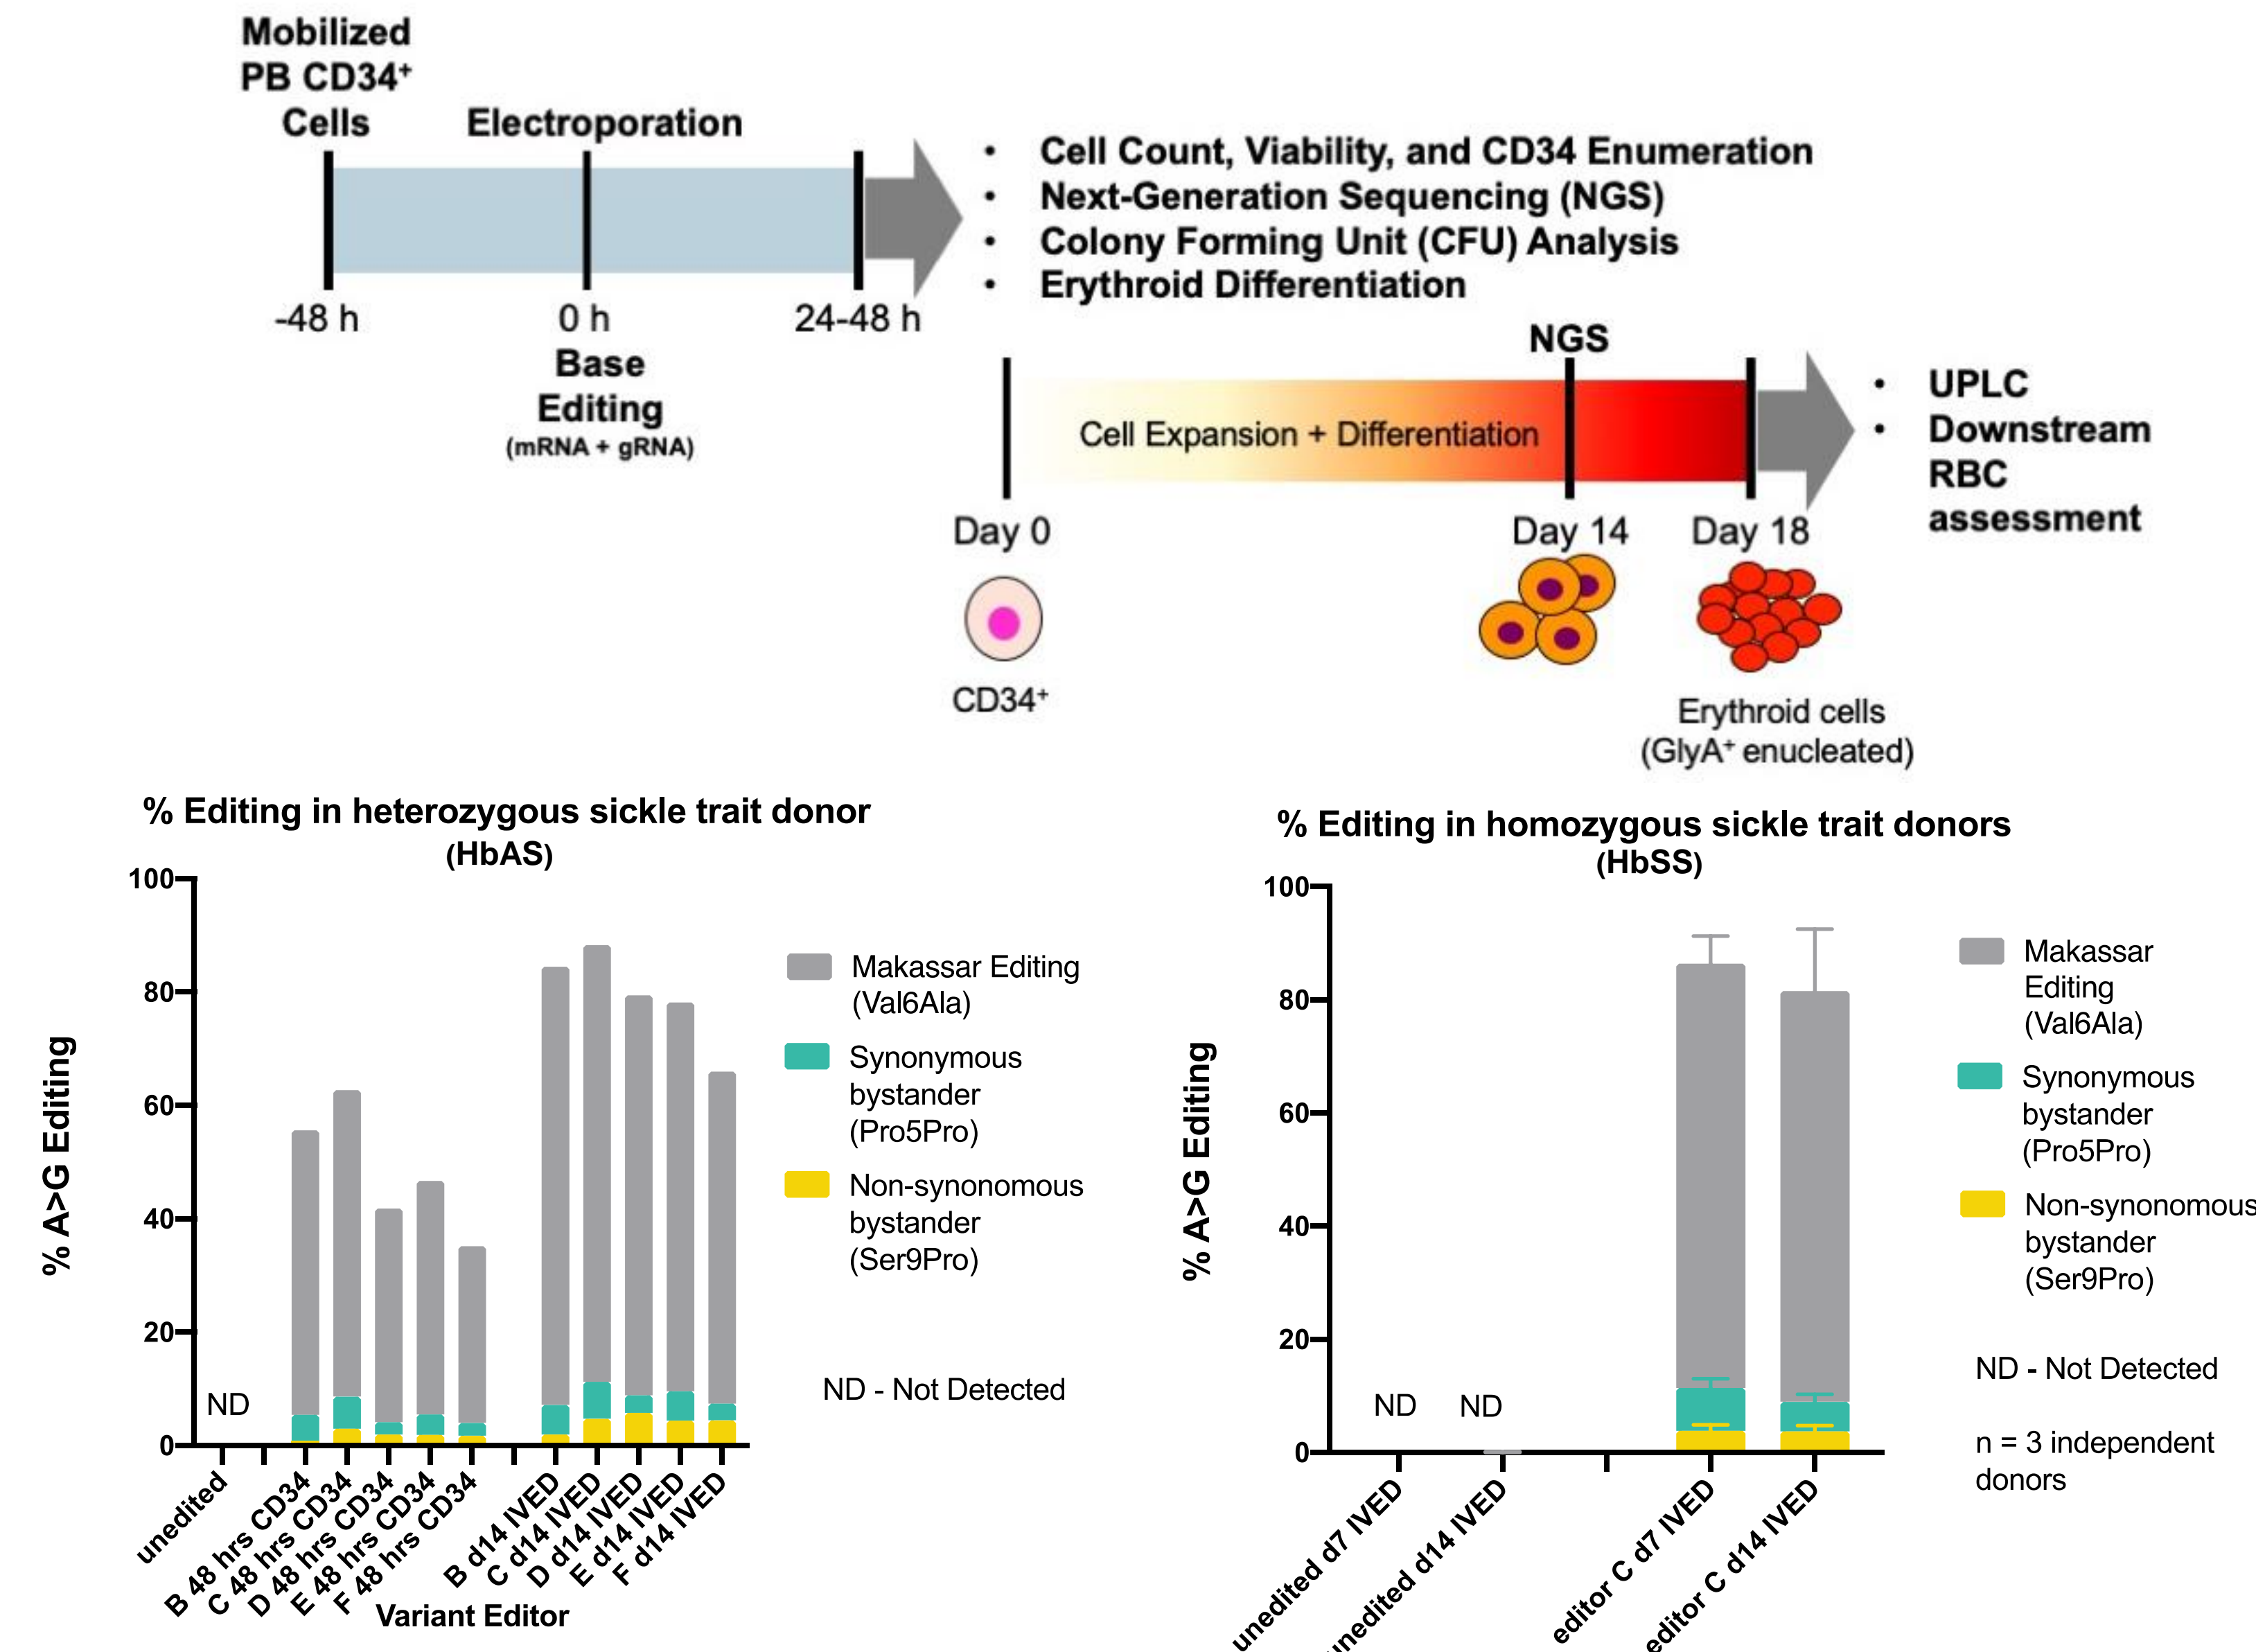 Mobilized
PB CD34+
Cells
Electroporation
-48 h
0 h
24-48 h
Base
Editing
(mRNA + gRNA)
• Cell Count, Viability, and CD34 Enumeration
• Next-Generation Sequencing (NGS)
• Colony Forming Unit (CFU) Analysis
• Erythroid Differentiation
NGS
Cell Expansion + Differentiation
Day 0
Day 14
Day 18
• UPLC
• Downstream
RBC
assessment
CD34+
Erythroid cells
(GlyA+ enucleated)
% Editing in heterozygous sickle trait donor
(HbAS)
% A>G Editing
100
80
60
40
20
0
ND
unedited
B 48 hrs CD34
C 48 hrs CD34
D 48 hrs CD34
E 48 hrs CD34
F 48 hrs CD34
B d14 IVED
C d14 IVED
D d14 IVED
E d14 IVED
F d14 IVED
Variant Editor
Makassar Editing
(Val6Ala)
Synonymous
bystander
(Pro5Pro)
Non-synonomous
bystander
(Ser9Pro)
ND - Not Detected
% Editing in homozygous sickle trait donors
(HbSS)
% A>G Editing
100
80
60
40
20
0
ND
ND
unedited d7 IVED
unedited d14 IVED
editor C d7 IVED
editor C d14 IVED
Makassar
Editing
(Val6Ala)
Synonymous
bystander
(Pro5Pro)
Non-synonomous
bystander
(Ser9Pro)
ND - Not Detected
n = 3 independent
donors